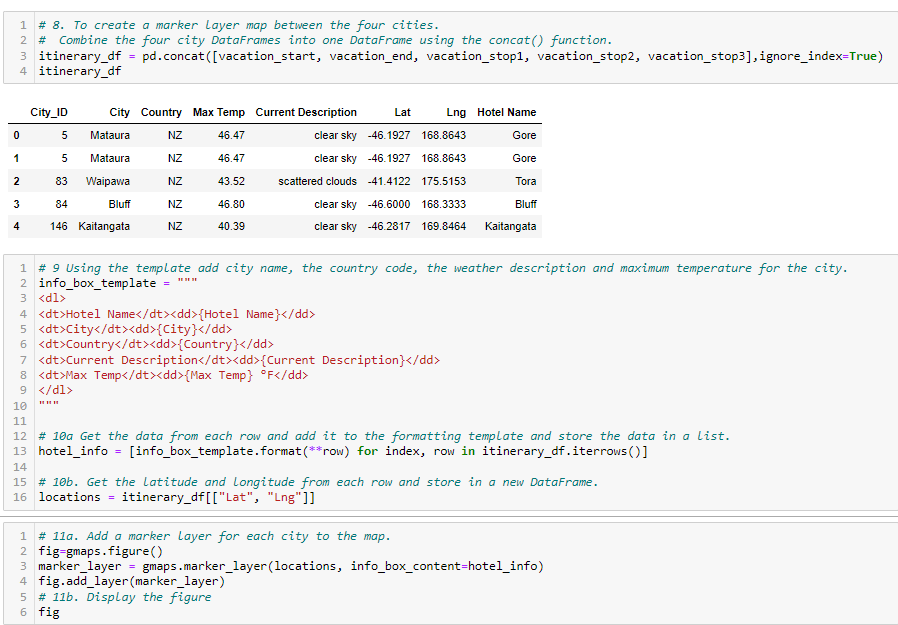 1 # 8. To create a marker layer map between the four cities.
2 #  Combine the four city DataFrames into one DataFrame using the concat() function.
3 itinerary_df = pd.concat([vacation_start, vacation_end, vacation_stop1, vacation_stop2, vacation_stop3],ignore_index=True)
4 itinerary_df
City_ID City Country Max Temp Current Description Lat Lng Hotel Name
0 5 Mataura NZ 46.47 clear sky -46.1927 168.8643 Gore
1 5 Mataura NZ 46.47 clear sky -46.1927 168.8643 Gore
2 83 Waipawa NZ 43.52 scattered clouds -41.4122 175.5153 Tora
3 84 Bluff NZ 46.80 clear sky -46.6000 168.3333 Bluff
4 146 Kaitangata NZ 40.39 clear sky -46.2817 169.8464 Kaitangata
1 # 9 Using the template add city name, the country code, the weather description and maximum temperature for the city.
2 info_box_template = """
3 <dl>
4 <dt>Hotel Name</dt><dd>{Hotel Name}</dd>
5 <dt>City</dt><dd>{City}</dd>
6 <dt>Country</dt><dd>{Country}</dd>
7 <dt>Current Description</dt><dd>{Current Description}</dd>
8 <dt>Max Temp</dt><dd>{Max Temp} °F</dd>
9 </dl>
10 """
11
12 # 10a Get the data from each row and add it to the formatting template and store the data in a list.
13 hotel_info = [info_box_template.format(**row) for index, row in itinerary_df.iterrows()]
14
15 # 10b. Get the latitude and longitude from each row and store in a new DataFrame.
16 locations = itinerary_df[["Lat", "Lng"]]
1 # 11a. Add a marker layer for each city to the map.
2 fig=gmaps.figure()
3 marker_layer = gmaps.marker_layer(locations, info_box_content=hotel_info)
4 fig.add_layer(marker_layer)
5 # 11b. Display the figure
6 fig